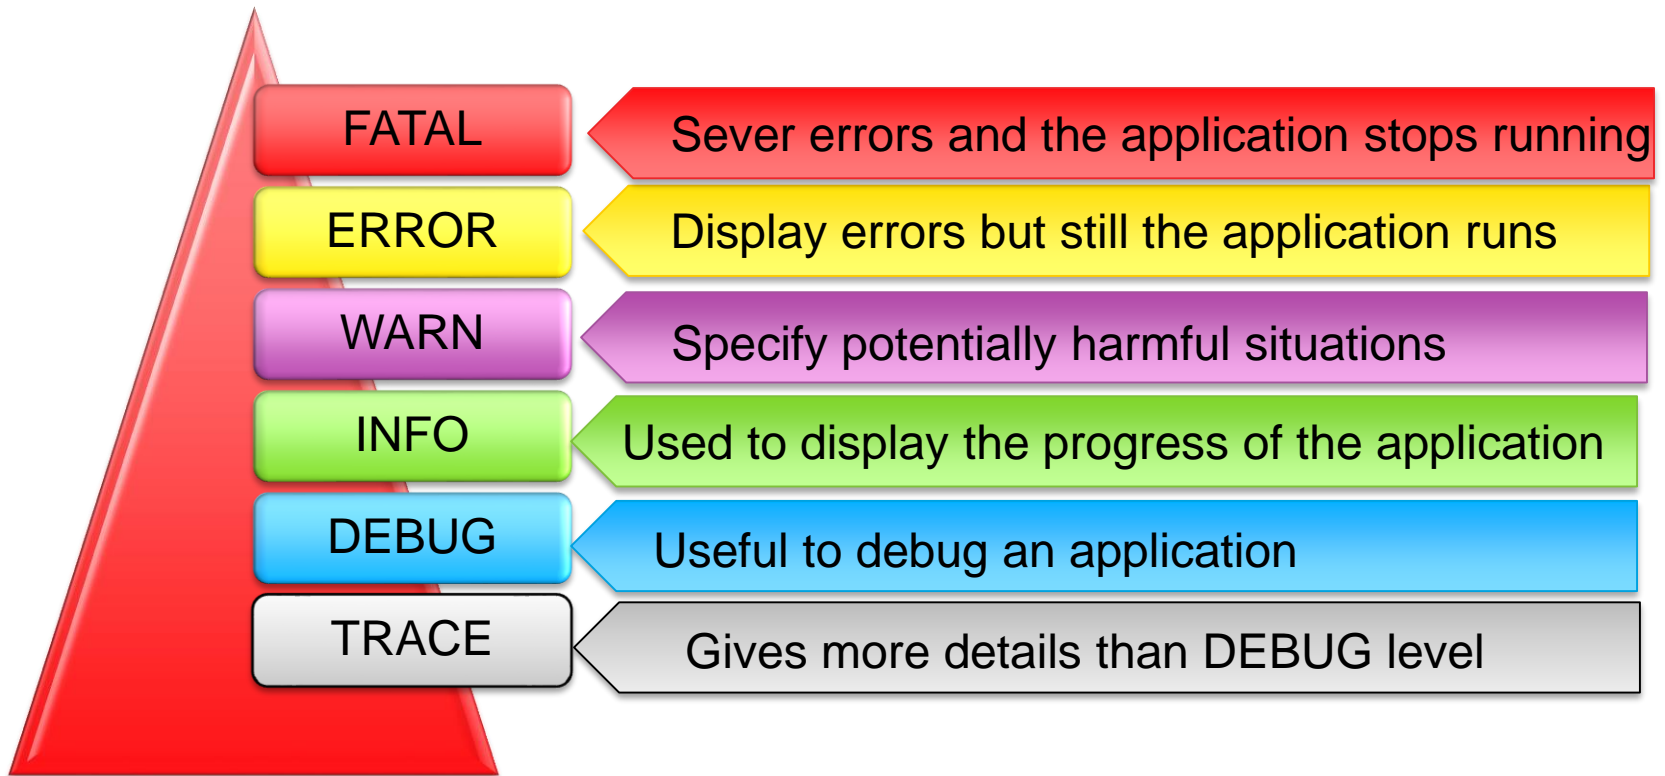 FATAL
Sever errors and the application stops running
ERROR
Display errors but still the application runs
WARN
Specify potentially harmful situations
INFO
Used to display the progress of the application
DEBUG
Useful to debug an application
TRACE
Gives more details than DEBUG level